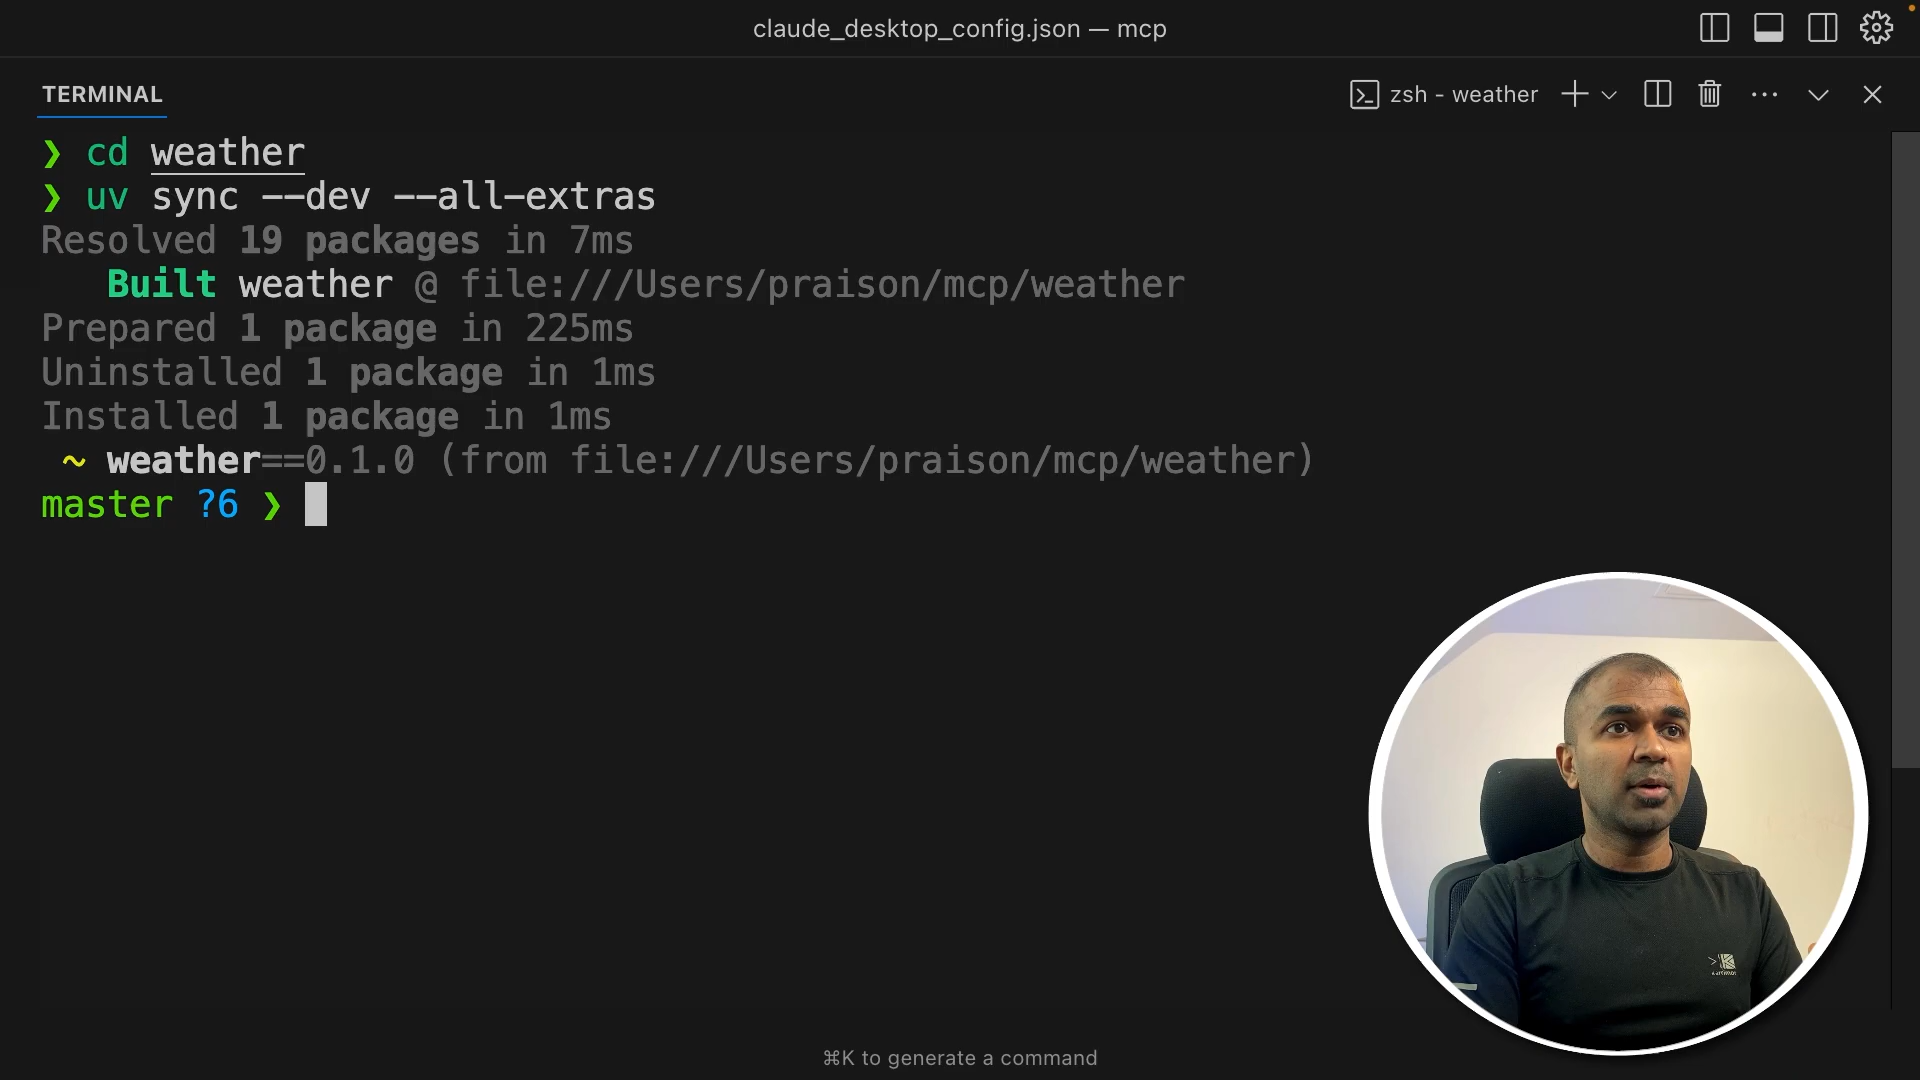 claude_desktop_config.json — mcp
TERMINAL
zsh - weather
❯ cd weather
❯ uv sync --dev --all-extras
Resolved 19 packages in 7ms
Built weather @ file:///Users/praison/mcp/weather
Prepared 1 package in 225ms
Uninstalled 1 package in 1ms
Installed 1 package in 1ms
~ weather==0.1.0 (from file:///Users/praison/mcp/weather)
master ?6 ❯
⌘K to generate a command